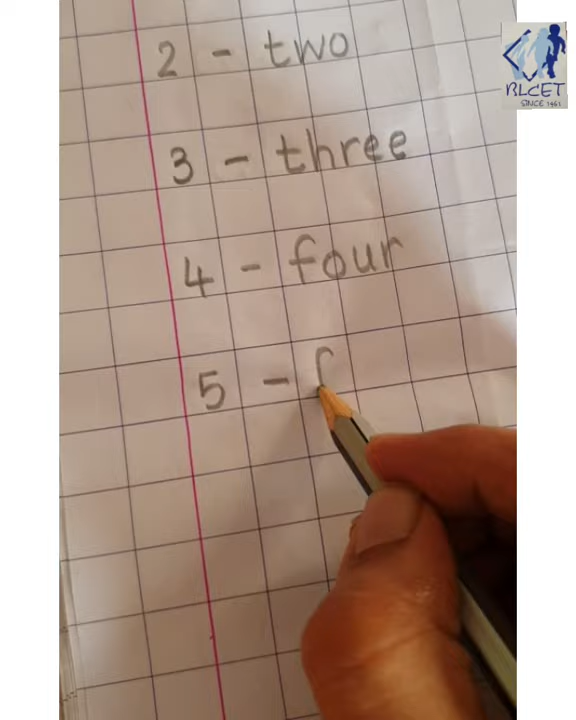 2 - two
3 - three
4 - four
5 - f
BLCET
SINCE 1961